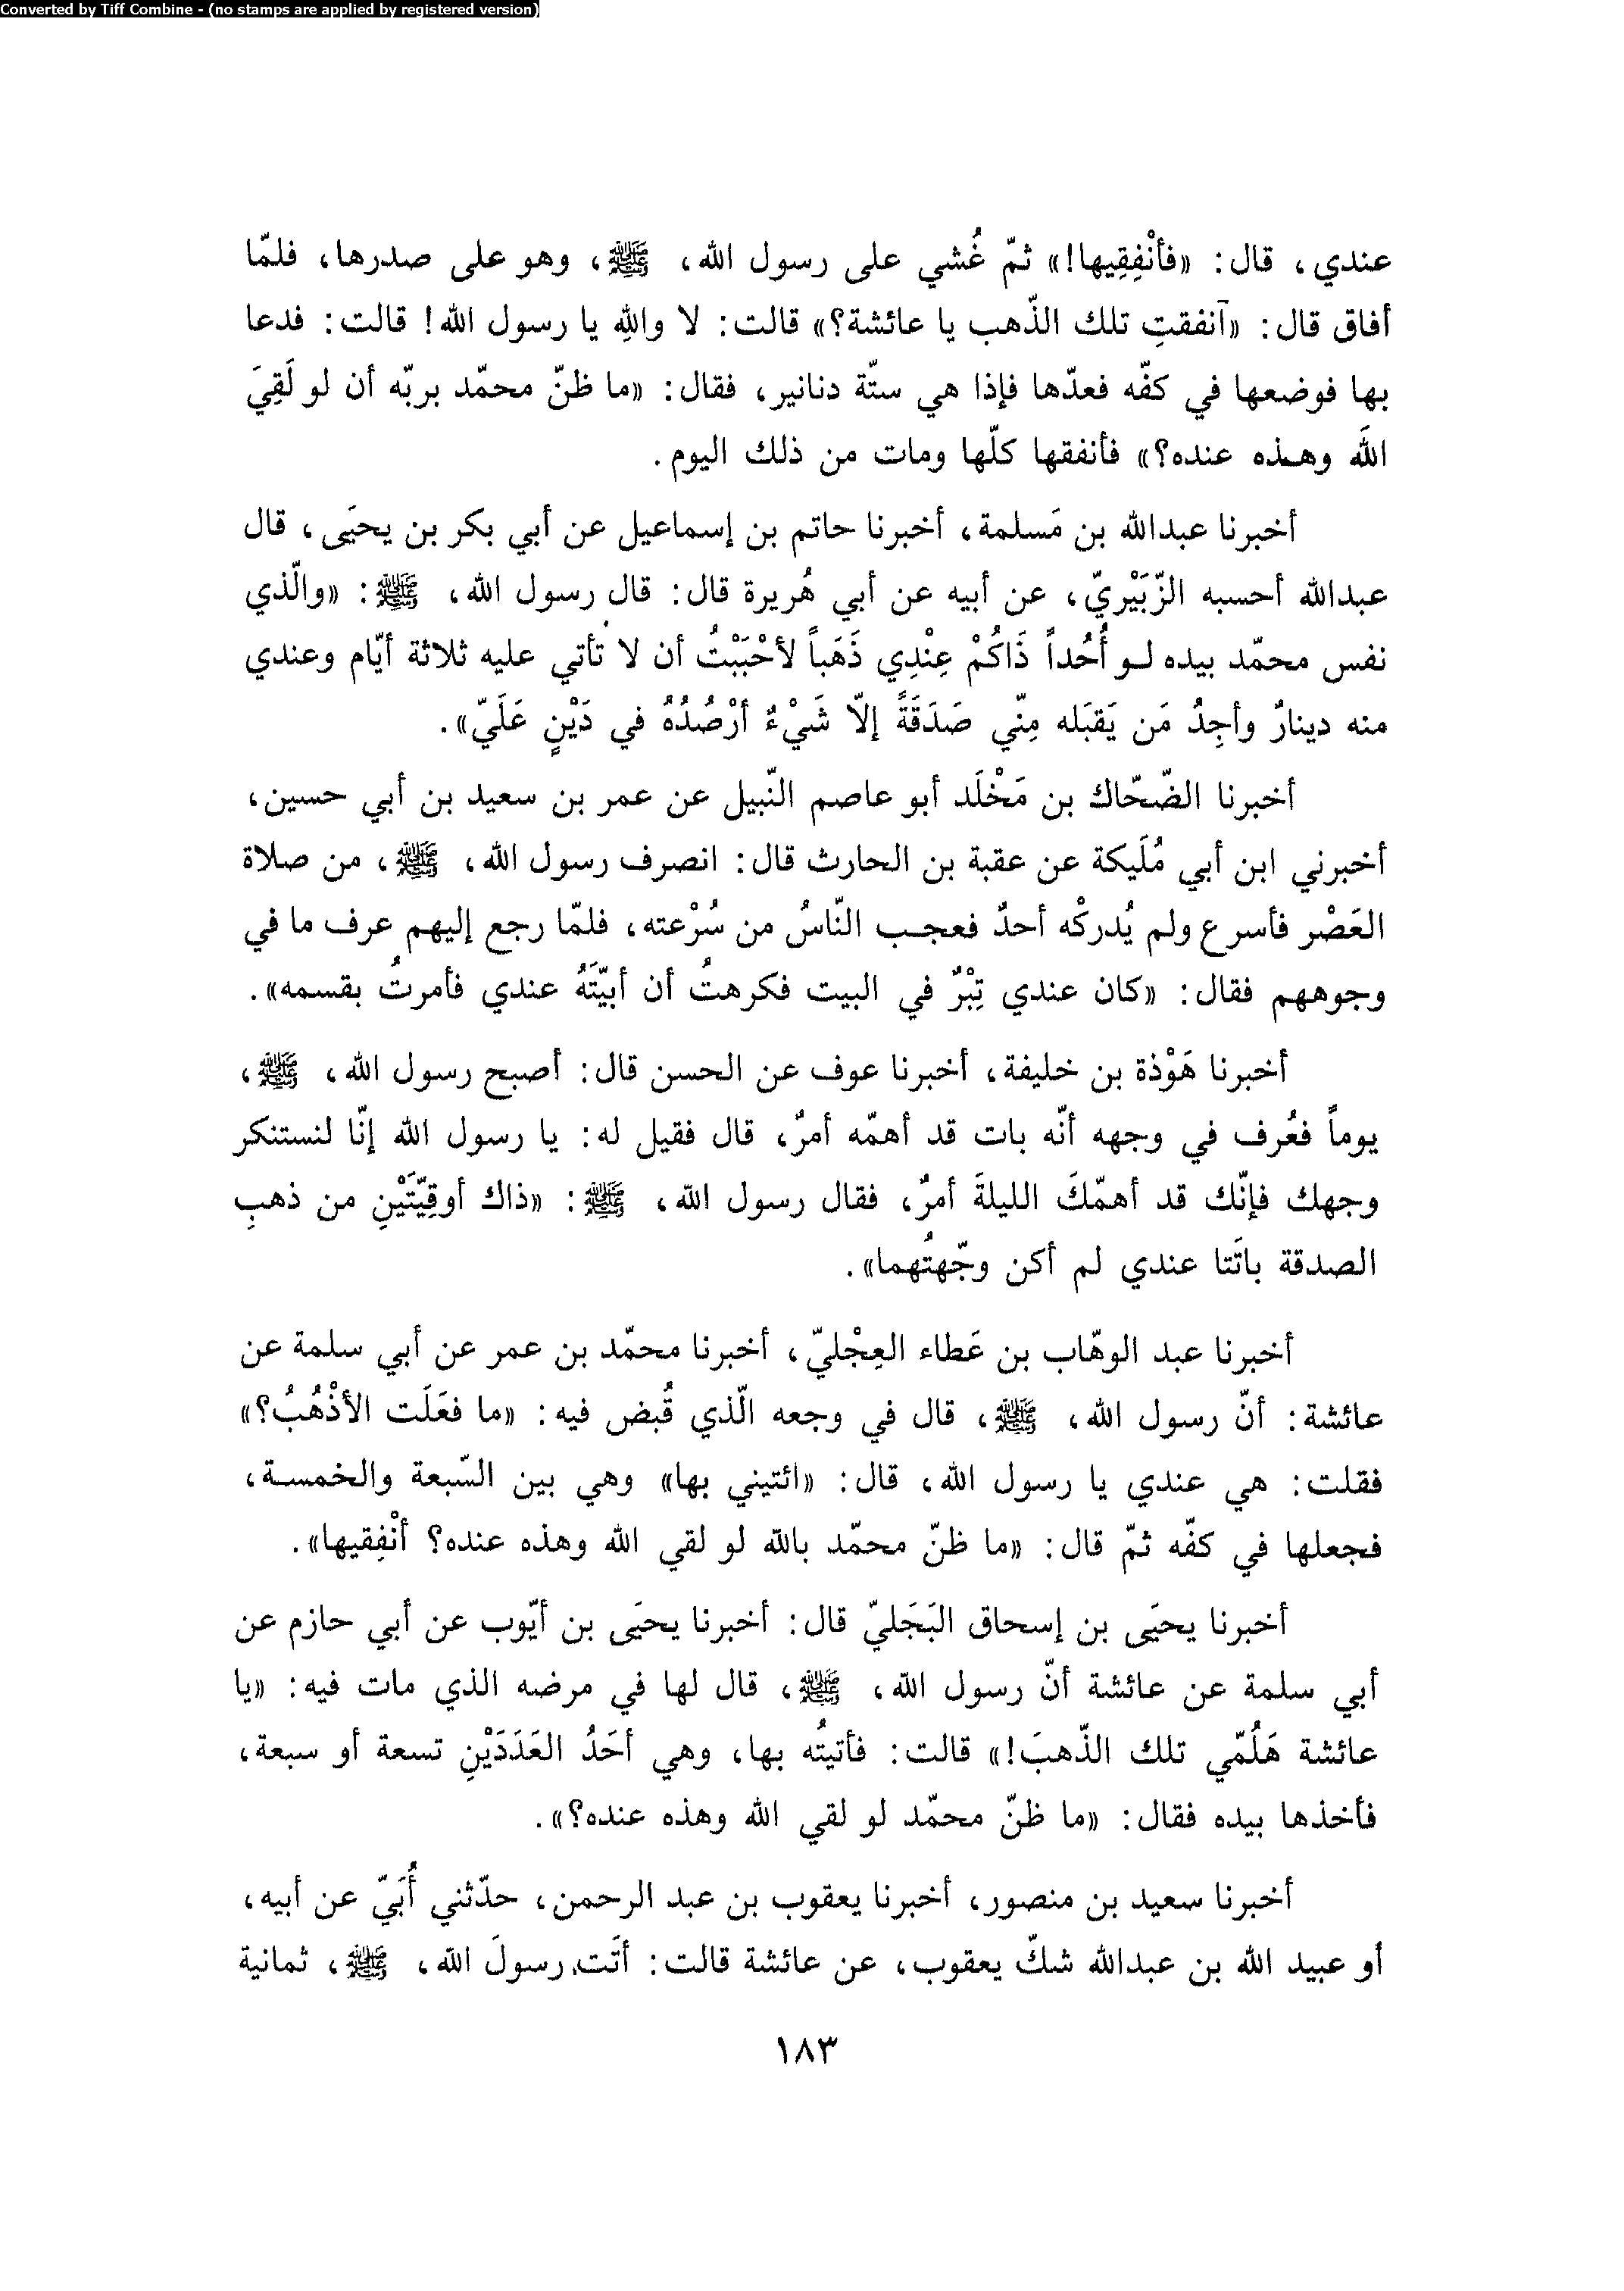 Converted by Tiff Combine - (no stamps are applied by registered version)
عندي، قال: «فأنْفِقِيها!» ثمّ غُشي على رسول الله، ﷺ، وهو على صدرها، فلمّا
أفاق قال: «آنفقتِ تلك الذّهب يا عائشة؟» قالت: لا واللهِ يا رسول الله! قالت: فدعا
بها فوضعها في كفّه فعدّها فإذا هي ستّة دنانير، فقال: «ما ظنّ محمّد بربّه أن لو لَقِيَ
اللهَ وهـذه عنده؟» فأنفقها كلّها ومات من ذلك اليوم.
أخبرنا عبدالله بن مَسلمة، أخبرنا حاتم بن إسماعيل عن أبي بكر بن يحيَى، قال
عبدالله أحسبه الزّبَيْريّ، عن أبيه عن أبي هُريرة قال: قال رسول الله، ﷺ: «والّذي
نفس محمّد بيده لـو أُحُداً ذَاكُمْ عِنْدِي ذَهَباً لأحْبَبْتُ أن لا تأتي عليه ثلاثة أيّام وعندي
منه دينارٌ وأجِدُ مَن يَقبَله مِنّي صَدَقَةً إلاّ شَيْءٌ أرْصُدُهُ في دَيْنٍ عَلَيّ».
أخبرنا الضّحّاك بن مَخْلَد أبو عاصم النّبيل عن عمر بن سعيد بن أبي حسين،
أخبرني ابن أبي مُلَيكة عن عقبة بن الحارث قال: انصرف رسول الله، ﷺ، من صلاة
العَصْر فأسرع ولم يُدركْه أحدٌ فعجب النّاسُ من سُرْعته، فلمّا رجع إليهم عرف ما في
وجوههم فقال: «كان عندي تِبْرٌ في البيت فكرهتُ أن أبيّتَهُ عندي فأمرتُ بقسمه».
أخبرنا هَوْذة بن خليفة، أخبرنا عوف عن الحسن قال: أصبح رسول الله، ﷺ،
يوماً فعُرف في وجهه أنّه بات قد أهمّه أمرٌ، قال فقيل له: يا رسول الله إنّا لنستنكر
وجهك فإنّك قد أهمّكَ الليلةَ أمرٌ، فقال رسول الله، ﷺ: «ذاك أوقِيّتَيْنِ من ذهبِ
الصدقة باتَتا عندي لم أكن وجّهتُهما».
أخبرنا عبد الوهّاب بن عَطاء العِجْليّ، أخبرنا محمّد بن عمر عن أبي سلمة عن
عائشة: أنّ رسول الله، ﷺ، قال في وجعه الّذي قُبض فيه: «ما فعَلَت الأذْهُبُ؟»
فقلت: هي عندي يا رسول الله، قال: «ائتيني بها» وهي بين السّبعة والخمسـة،
فجعلها في كفّه ثمّ قال: «ما ظنّ محمّد بالله لو لقي الله وهذه عنده؟ أنْفِقيها».
أخبرنا يحيَى بن إسحاق البَجَليّ قال: أخبرنا يحيَى بن أيّوب عن أبي حازم عن
أبي سلمة عن عائشة أنّ رسول الله، ﷺ، قال لها في مرضه الذي مات فيه: «يا
عائشة هَلُمّي تلك الذّهبَ!» قالت: فأتيتُه بها، وهي أحَدُ العَدَدَيْنِ تسعة أو سبعة،
فأخذها بيده فقال: «ما ظنّ محمّد لو لقي الله وهذه عنده؟».
أخبرنا سعيد بن منصور، أخبرنا يعقوب بن عبد الرحمن، حدّثني أُبَيّ عن أبيه،
أو عبيد الله بن عبدالله شكّ يعقوب، عن عائشة قالت: أتَت رسولَ الله، ﷺ، ثمانية
١٨٣